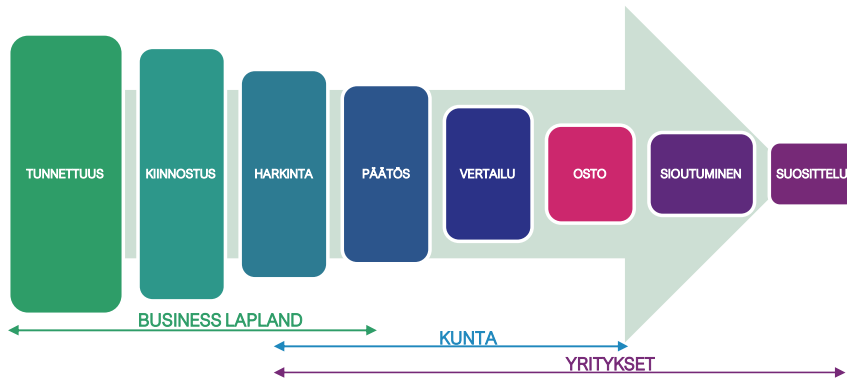 TUNNETTUUS
KIINNOSTUS
HARKINTA
PÄÄTÖS
VERTAILU
OSTO
SIOUTUMINEN
SUOSITTELU
BUSINESS LAPLAND
KUNTA
YRITYKSET